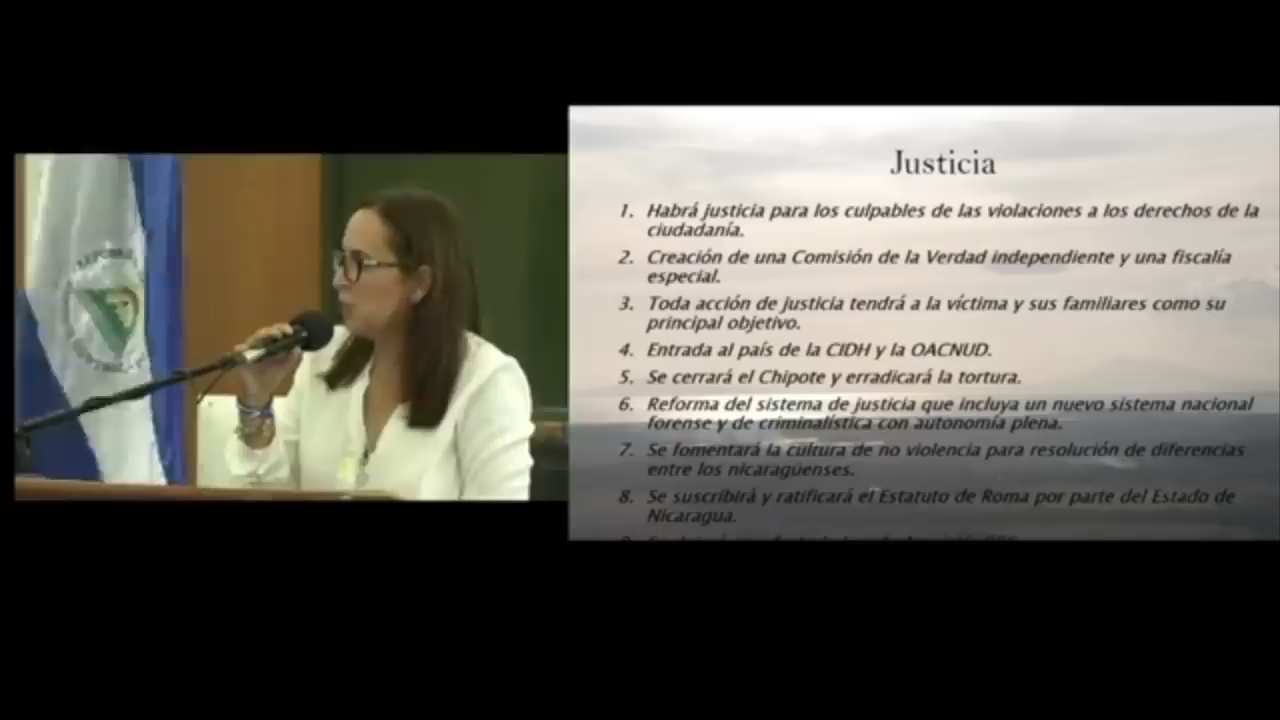 Justicia
1. Habrá justicia para los culpables de las violaciones a los derechos de la
ciudadanía.
2. Creación de una Comisión de la Verdad independiente y una fiscalía
especial.
3. Toda acción de justicia tendrá a la víctima y sus familiares como su
principal objetivo.
4. Entrada al país de la CIDH y la OACNUD.
5. Se cerrará el Chipote y erradicará la tortura.
6. Reforma del sistema de justicia que incluya un nuevo sistema nacional
forense y de criminalística con autonomía plena.
7. Se fomentará la cultura de no violencia para resolución de diferencias
entre los nicaragüenses.
8. Se suscribirá y ratificará el Estatuto de Roma por parte del Estado de
Nicaragua.